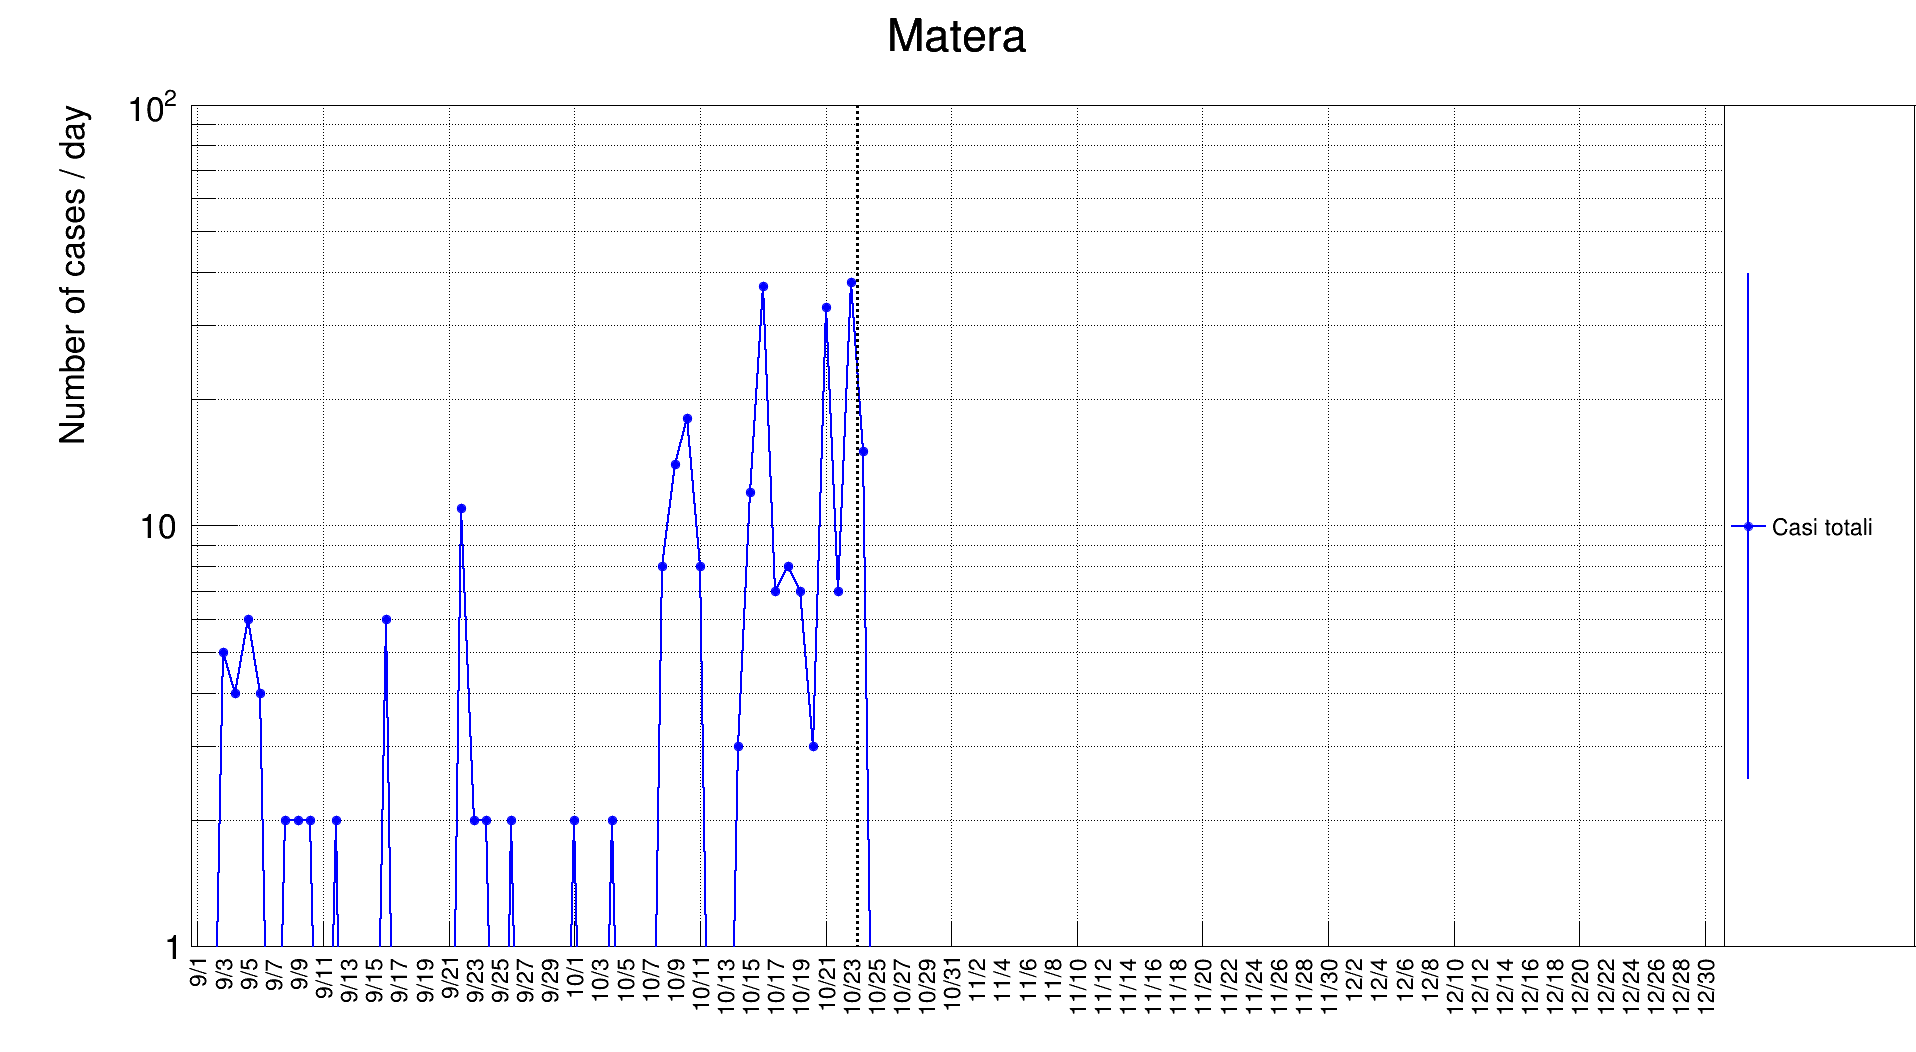 Matera
Number of cases / day
10²
10
1
9/1 9/3 9/5 9/7 9/9 9/11 9/13 9/15 9/17 9/19 9/21 9/23 9/25 9/27 9/29 10/1 10/3 10/5 10/7 10/9 10/11 10/13 10/15 10/17 10/19 10/21 10/23 10/25 10/27 10/29 10/31 11/2 11/4 11/6 11/8 11/10 11/12 11/14 11/16 11/18 11/20 11/22 11/24 11/26 11/28 11/30 12/2 12/4 12/6 12/8 12/10 12/12 12/14 12/16 12/18 12/20 12/22 12/24 12/26 12/28 12/30
Casi totali